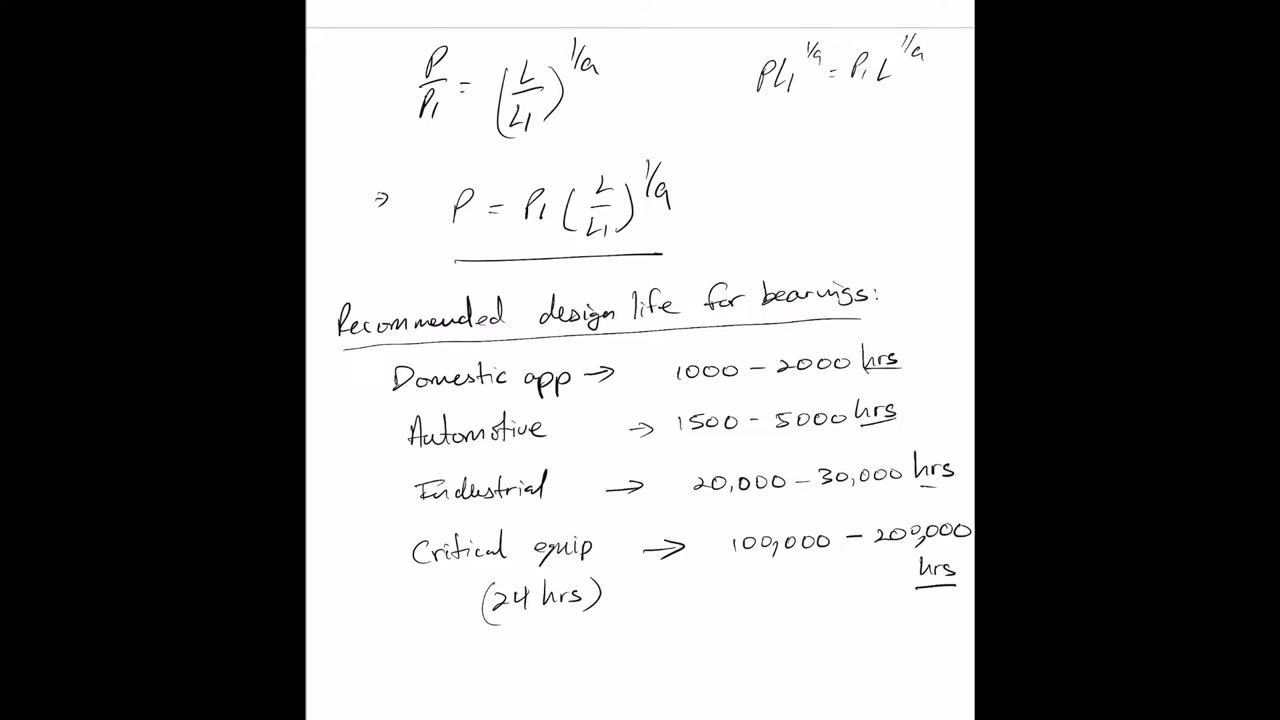 P/P1 = (L/L1)^1/a    PL1^1/a = P1 L^1/a
⇒ P = P1 (L/L1)^1/a
Recommended design life for bearings:
Domestic app → 1000 - 2000 hrs
Automotive → 1500 - 5000 hrs
Industrial → 20,000 - 30,000 hrs
Critical equip → 100,000 - 200,000
hrs
(24 hrs)